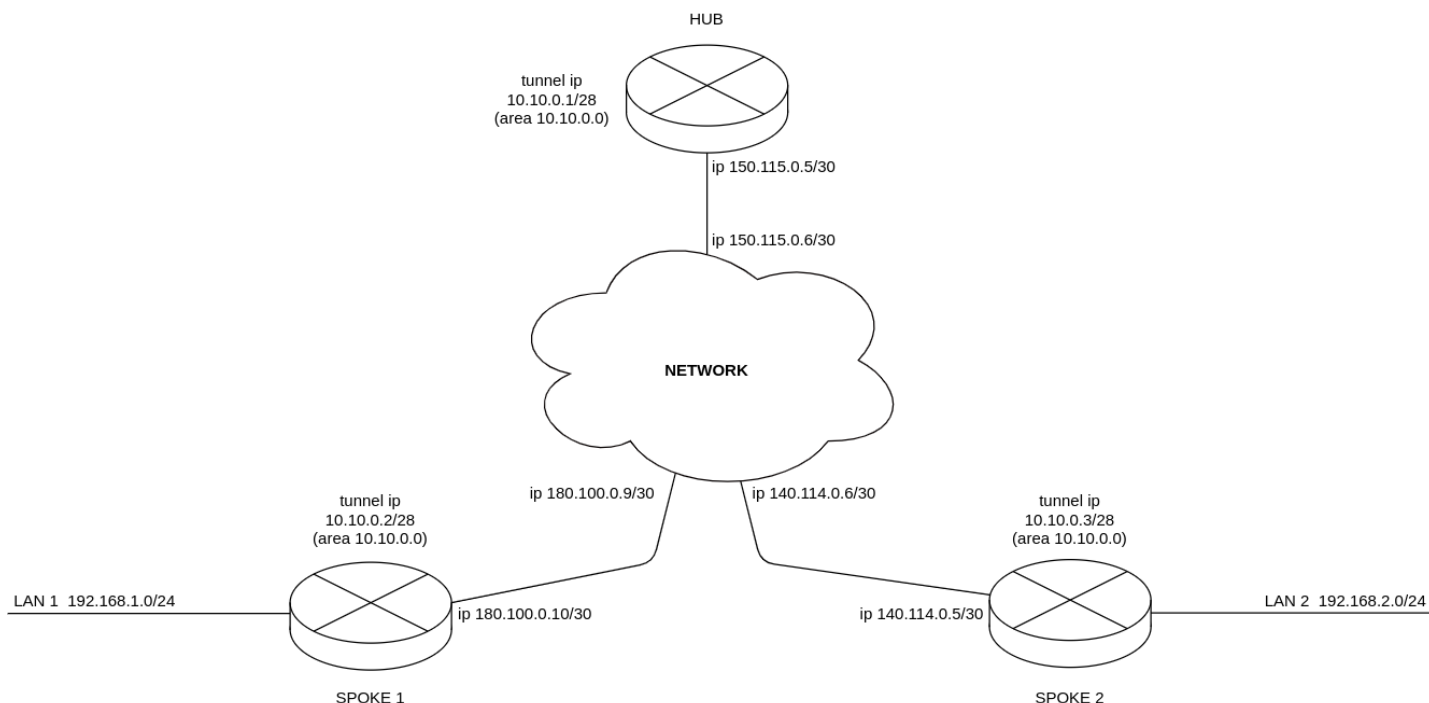 HUB
tunnel ip
10.10.0.1/28
(area 10.10.0.0)
ip 150.115.0.5/30
ip 150.115.0.6/30
NETWORK
ip 180.100.0.9/30
ip 140.114.0.6/30
tunnel ip
10.10.0.2/28
(area 10.10.0.0)
tunnel ip
10.10.0.3/28
(area 10.10.0.0)
LAN 1 192.168.1.0/24
ip 180.100.0.10/30
ip 140.114.0.5/30
LAN 2 192.168.2.0/24
SPOKE 1
SPOKE 2